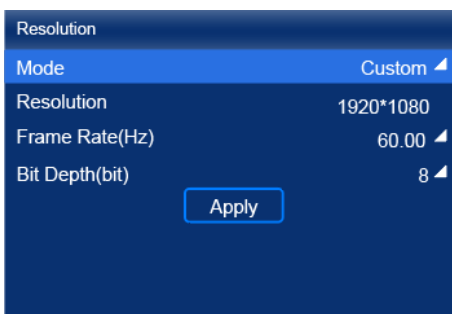 Resolution
Mode Custom
Resolution 1920*1080
Frame Rate(Hz) 60.00
Bit Depth(bit) 8
Apply